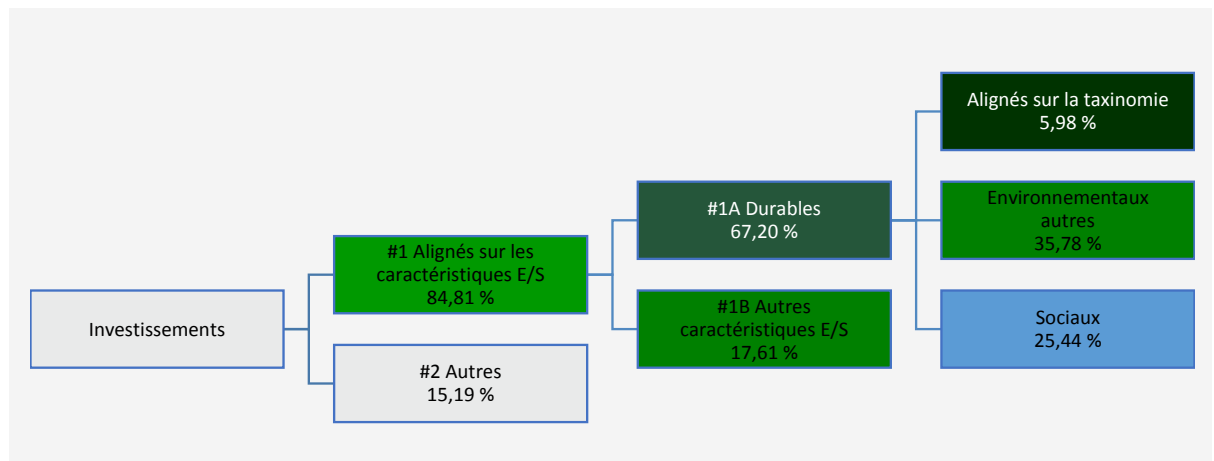 Investissements
#1 Alignés sur les
caractéristiques E/S
84,81 %
#2 Autres
15,19 %
#1A Durables
67,20 %
#1B Autres
caractéristiques E/S
17,61 %
Alignés sur la taxinomie
5,98 %
Environnementaux
autres
35,78 %
Sociaux
25,44 %